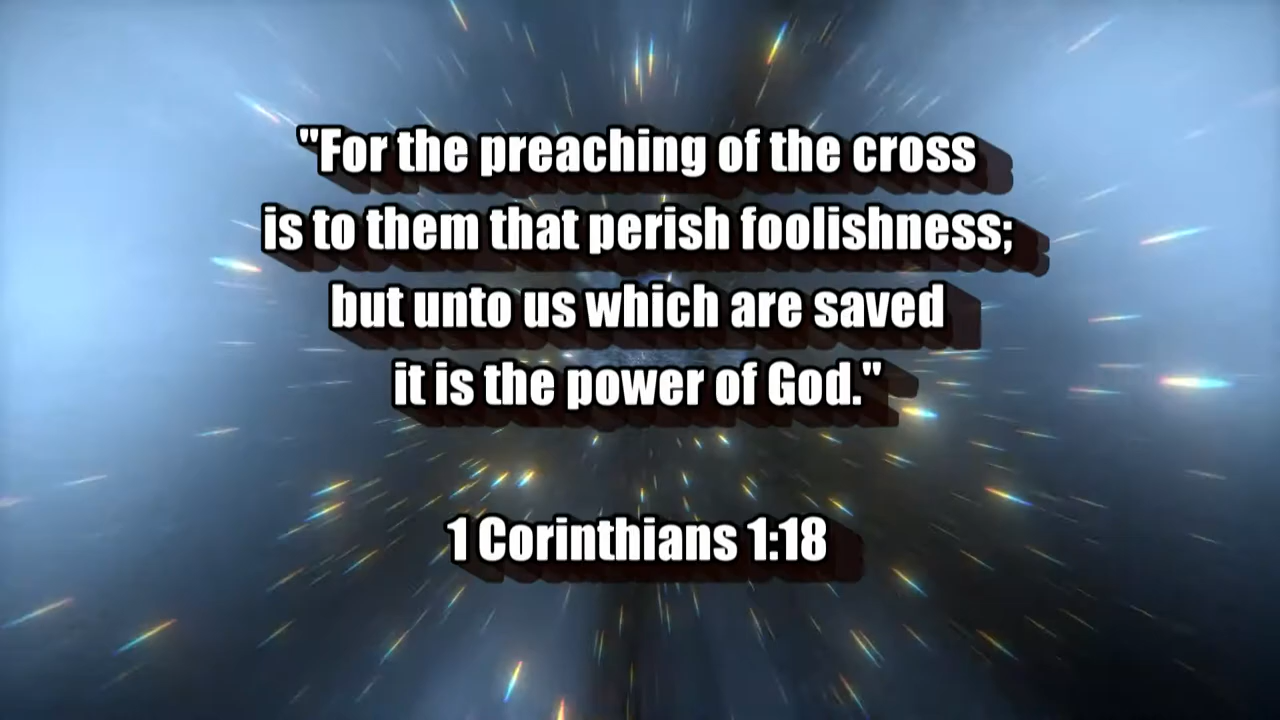 "For the preaching of the cross
is to them that perish foolishness;
but unto us which are saved
it is the power of God."
1 Corinthians 1:18